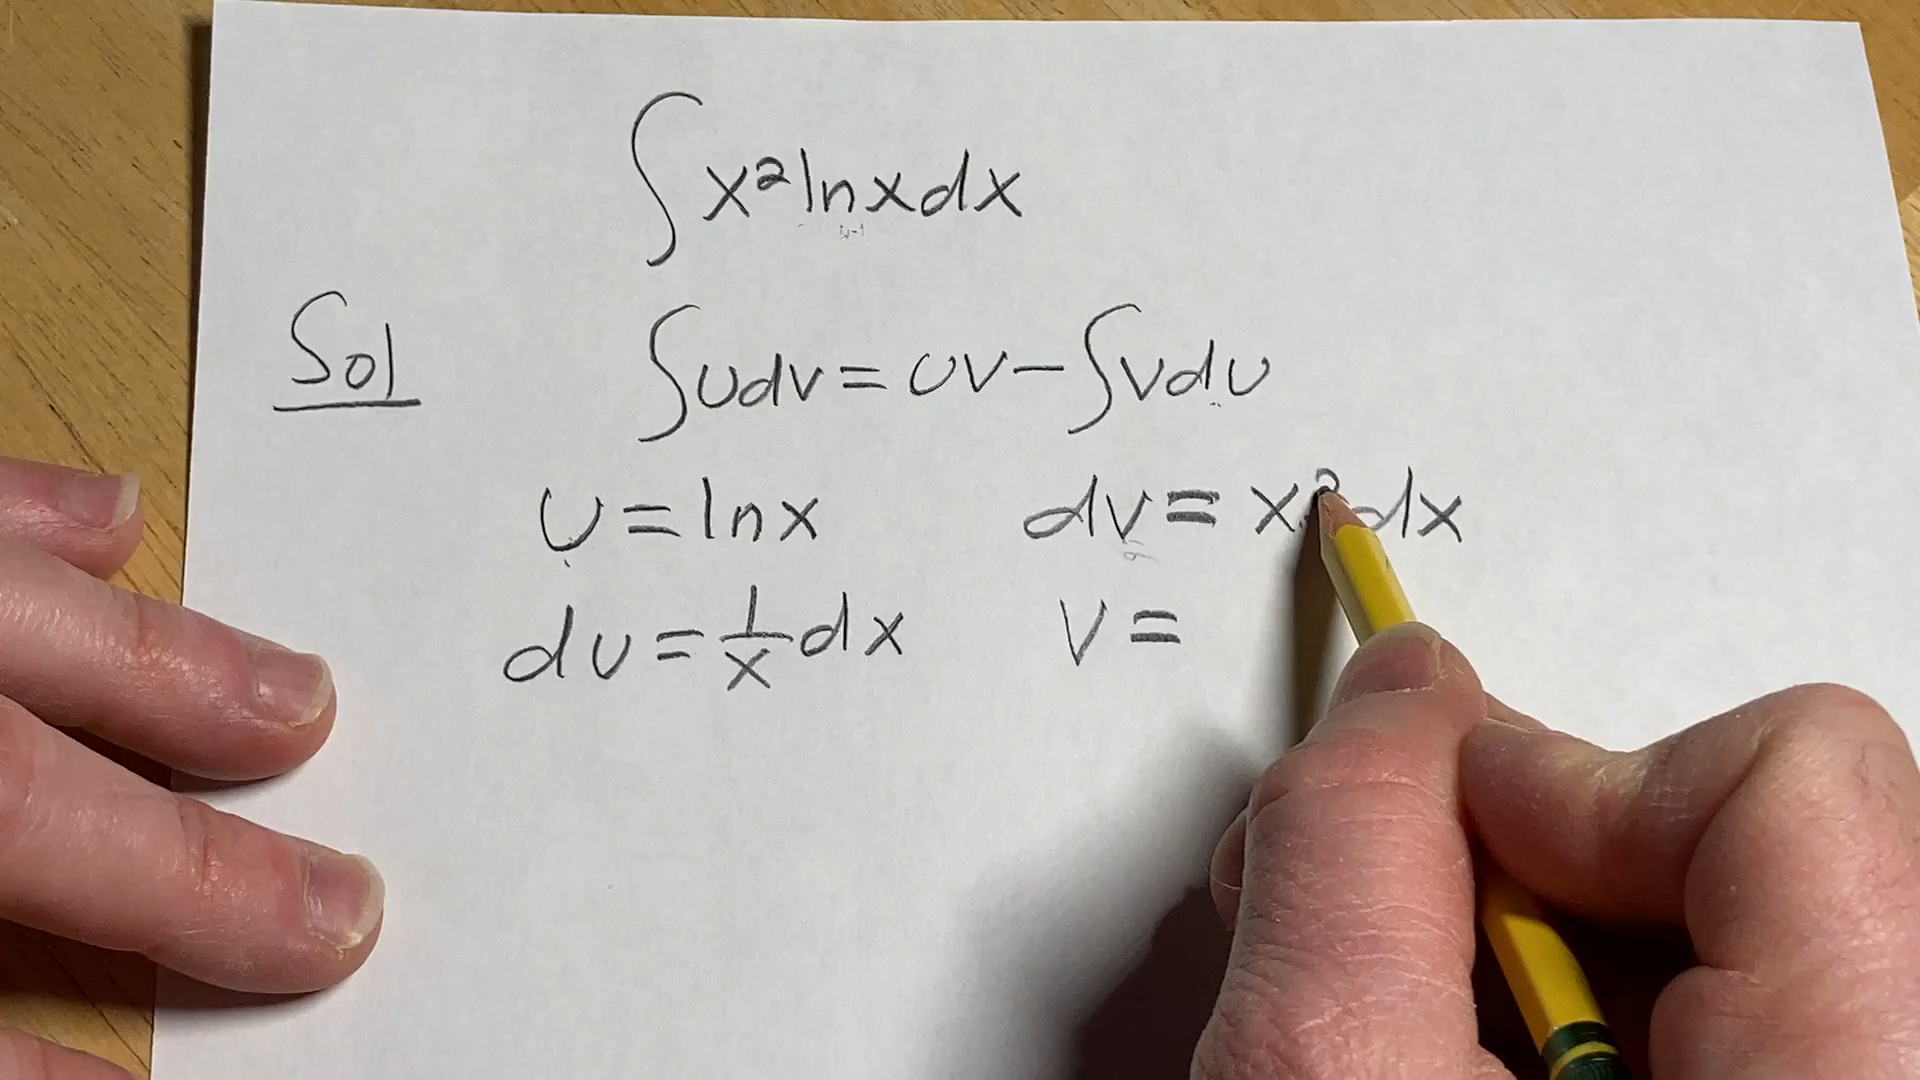 ∫x²lnxdx
Sol ∫udv = uv - ∫vdu
u = lnx dv = x²dx
du = 1/x dx v =